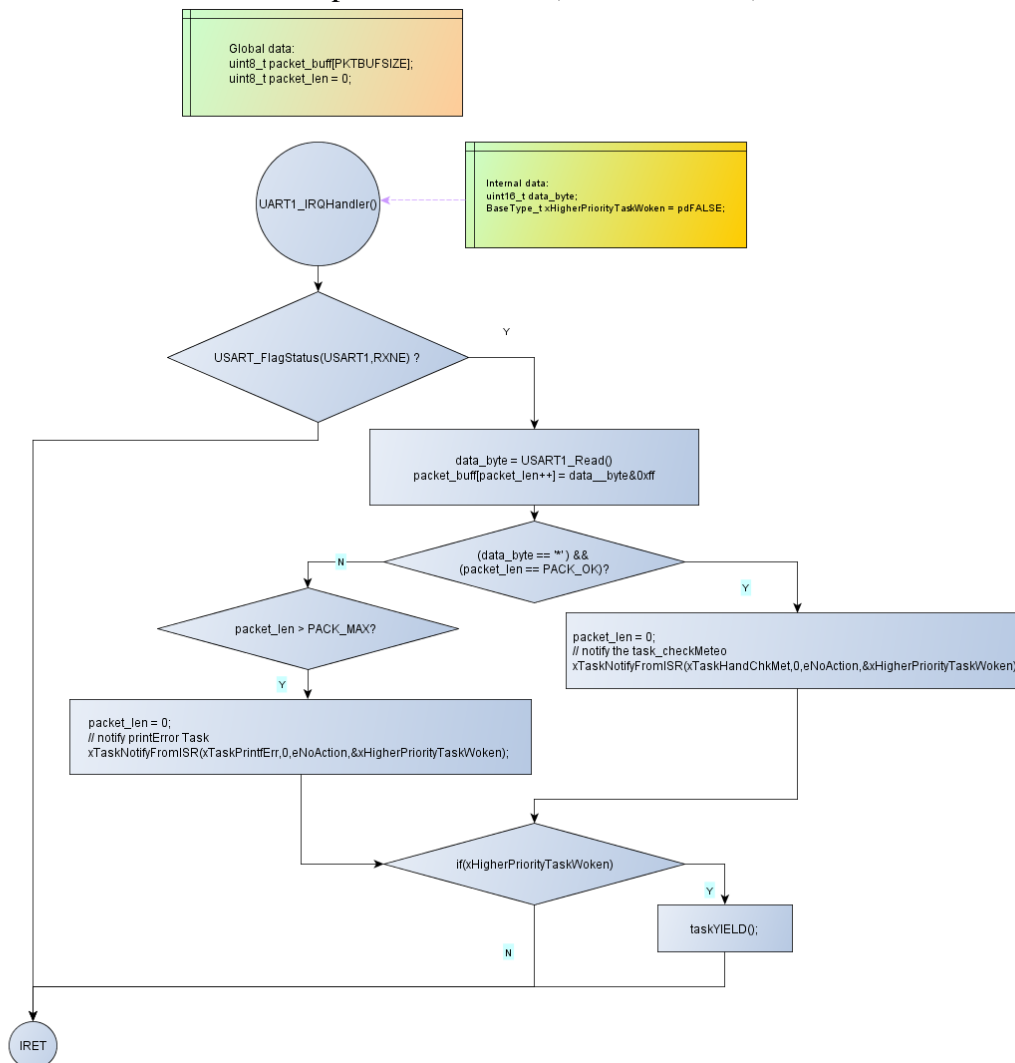 Global data:
uint8_t packet_buff[PKTBUFSIZE];
uint8_t packet_len = 0;
UART1_IRQHandler()
Internal data:
uint16_t data_byte;
BaseType_t xHigherPriorityTaskWoken = pdFALSE;
USART_FlagStatus(USART1,RXNE) ?
Y
data_byte = USART1_Read()
packet_buff[packet_len++] = data__byte&0xff
(data_byte == '*' ) &&
(packet_len == PACK_OK)?
N
Y
packet_len > PACK_MAX?
Y
packet_len = 0;
// notify the task_checkMeteo
xTaskNotifyFromISR(xTaskHandChkMet,0,eNoAction,&xHigherPriorityTaskWoken)
packet_len = 0;
// notify printError Task
xTaskNotifyFromISR(xTaskPrintfErr,0,eNoAction,&xHigherPriorityTaskWoken);
if(xHigherPriorityTaskWoken)
Y
taskYIELD();
N
IRET